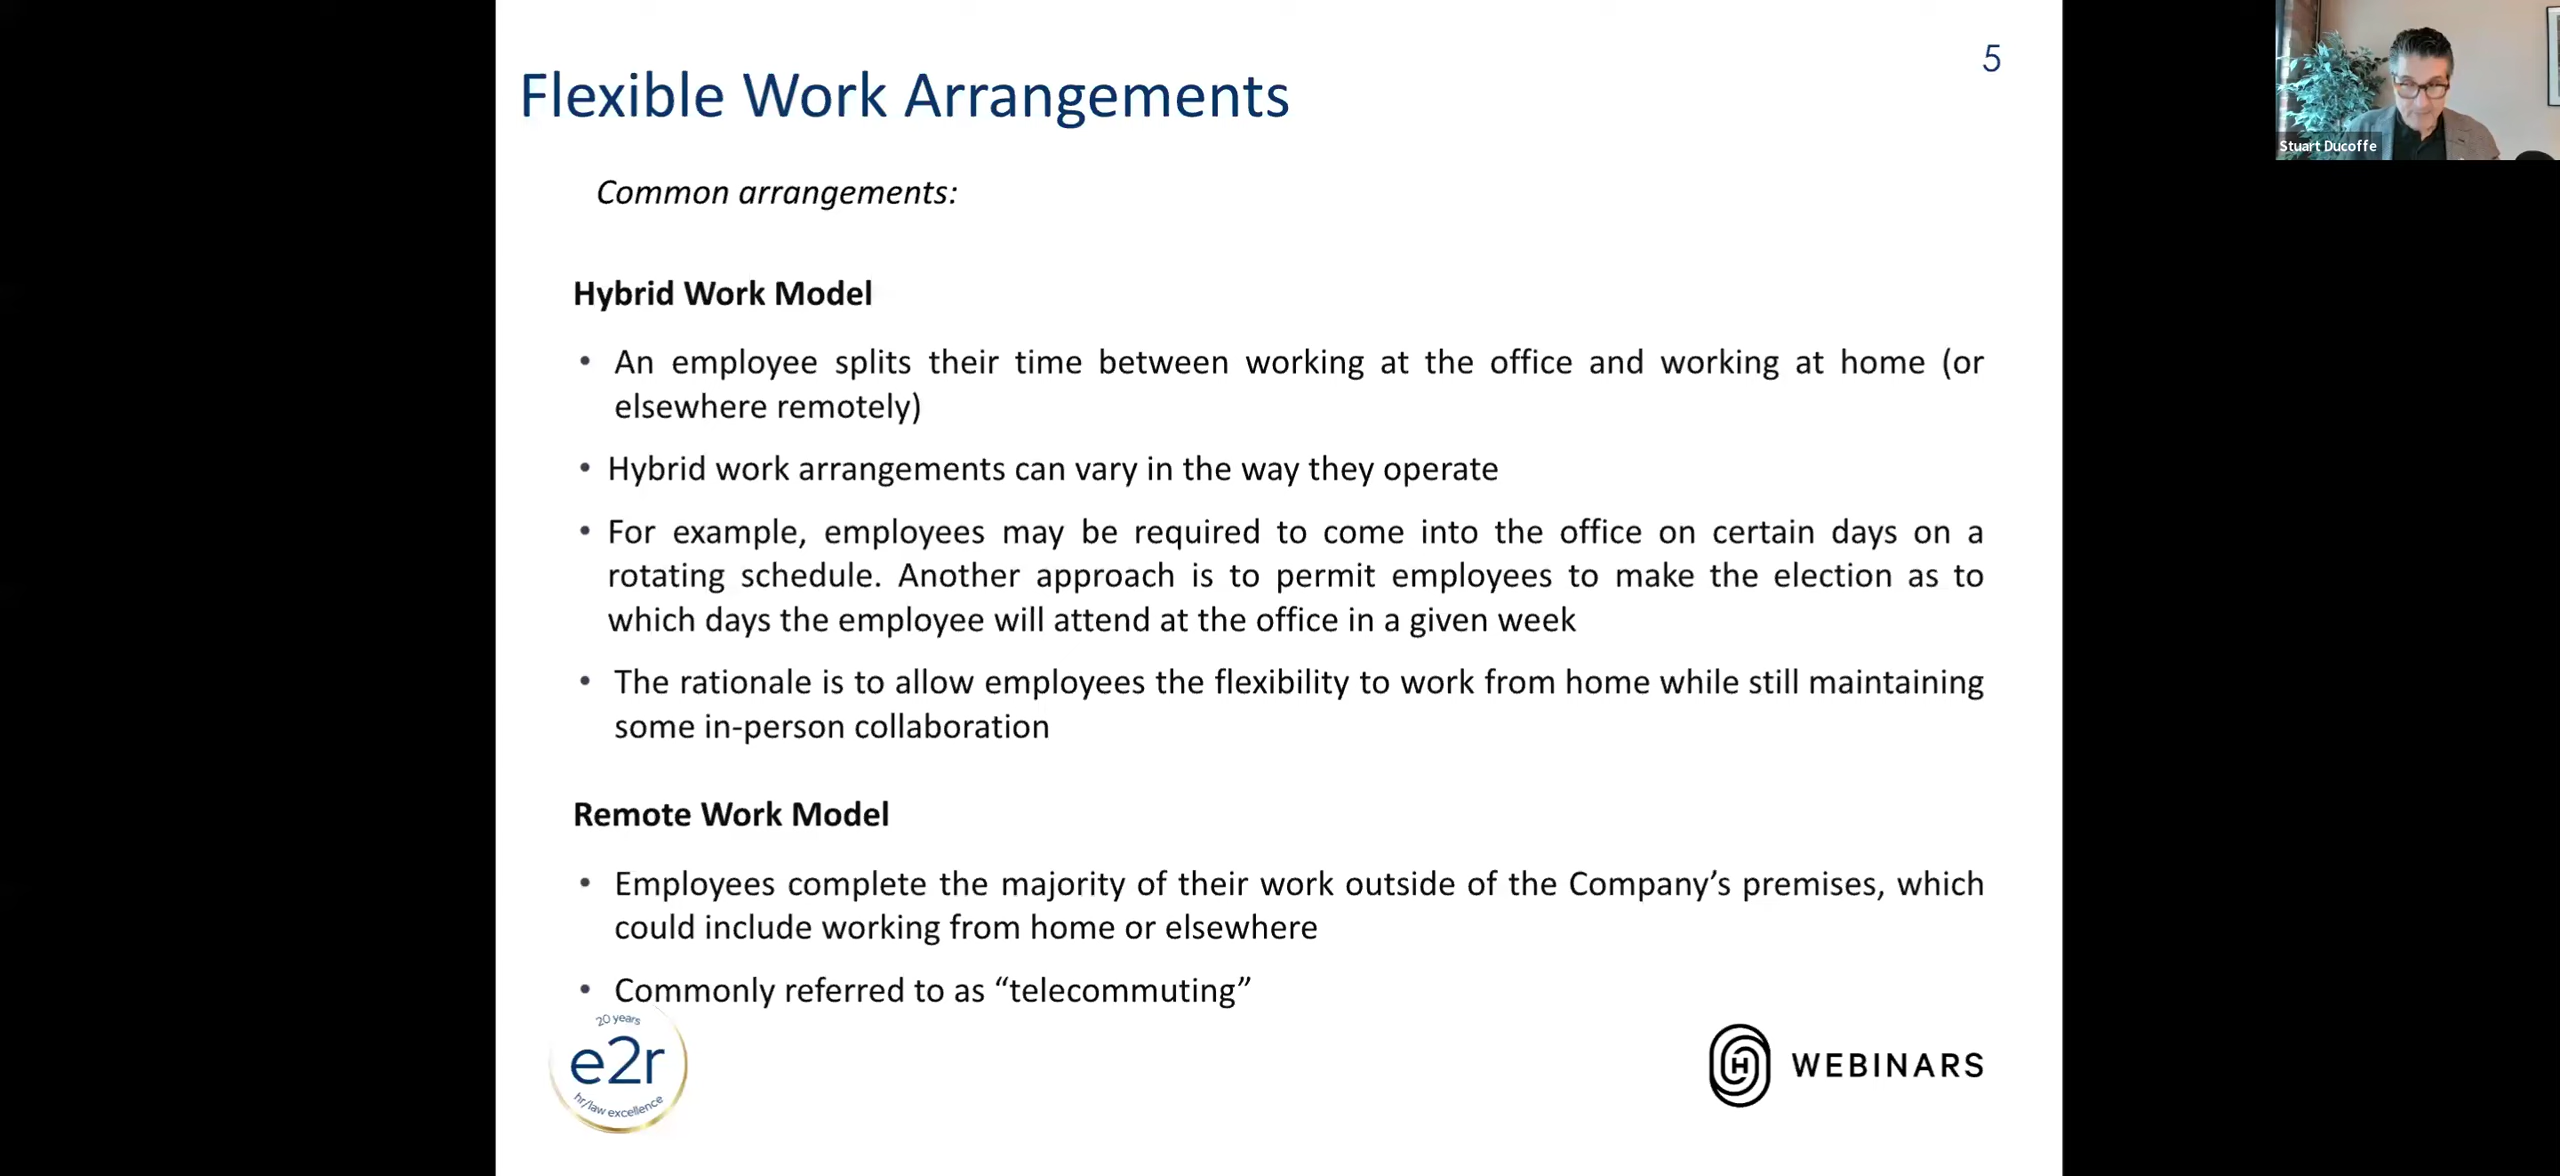 Flexible Work Arrangements
5
Stuart Ducoffe
Common arrangements:
Hybrid Work Model
• An employee splits their time between working at the office and working at home (or
elsewhere remotely)
• Hybrid work arrangements can vary in the way they operate
• For example, employees may be required to come into the office on certain days on a
rotating schedule. Another approach is to permit employees to make the election as to
which days the employee will attend at the office in a given week
• The rationale is to allow employees the flexibility to work from home while still maintaining
some in-person collaboration
Remote Work Model
• Employees complete the majority of their work outside of the Company’s premises, which
could include working from home or elsewhere
• Commonly referred to as “telecommuting”
20 years
e2r
hr/law excellence
H
WEBINARS